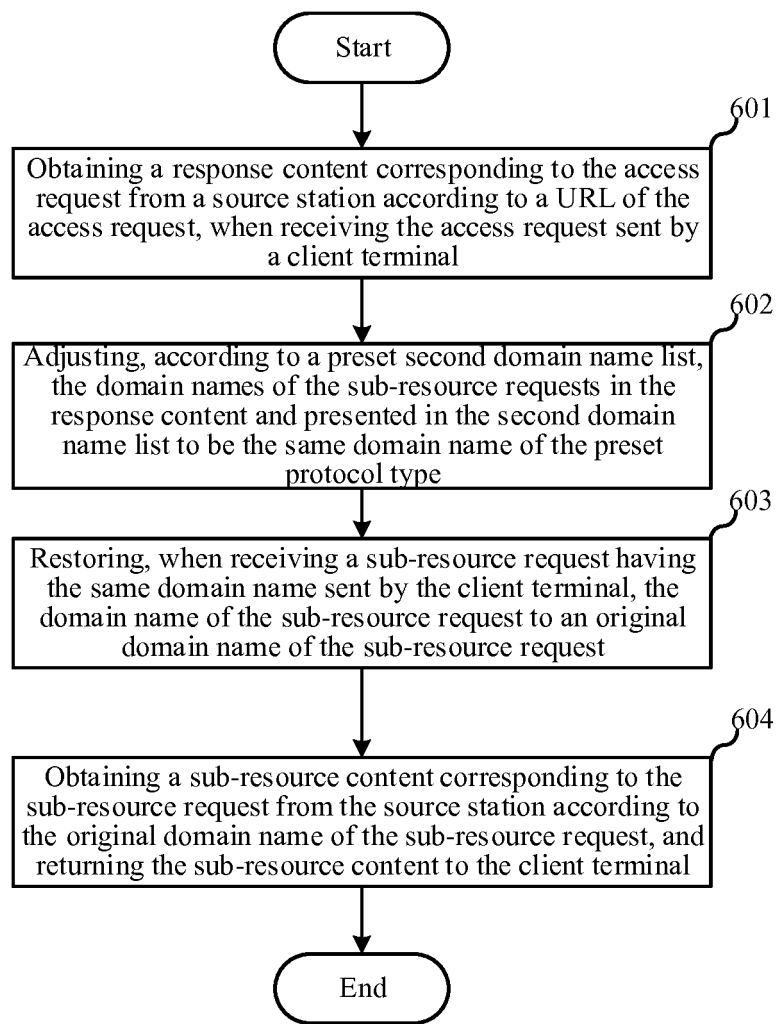 Start
601
Obtaining a response content corresponding to the access
request from a source station according to a URL of the
access request, when receiving the access request sent by
a client terminal
602
Adjusting, according to a preset second domain name list,
the domain names of the sub-resource requests in the
response content and presented in the second domain
name list to be the same domain name of the preset
protocol type
603
Restoring, when receiving a sub-resource request having
the same domain name sent by the client terminal, the
domain name of the sub-resource request to an original
domain name of the sub-resource request
604
Obtaining a sub-resource content corresponding to the
sub-resource request from the source station according to
the original domain name of the sub-resource request, and
returning the sub-resource content to the client terminal
End